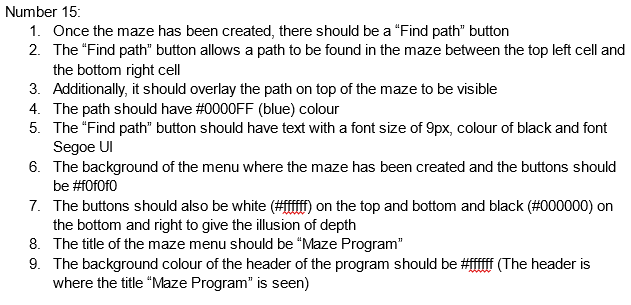 Number 15:
1. Once the maze has been created, there should be a “Find path” button
2. The “Find path” button allows a path to be found in the maze between the top left cell and
the bottom right cell
3. Additionally, it should overlay the path on top of the maze to be visible
4. The path should have #0000FF (blue) colour
5. The “Find path” button should have text with a font size of 9px, colour of black and font
Segoe UI
6. The background of the menu where the maze has been created and the buttons should
be #f0f0f0
7. The buttons should also be white (#ffffff) on the top and bottom and black (#000000) on
the bottom and right to give the illusion of depth
8. The title of the maze menu should be “Maze Program”
9. The background colour of the header of the program should be #ffffff (The header is
where the title “Maze Program” is seen)